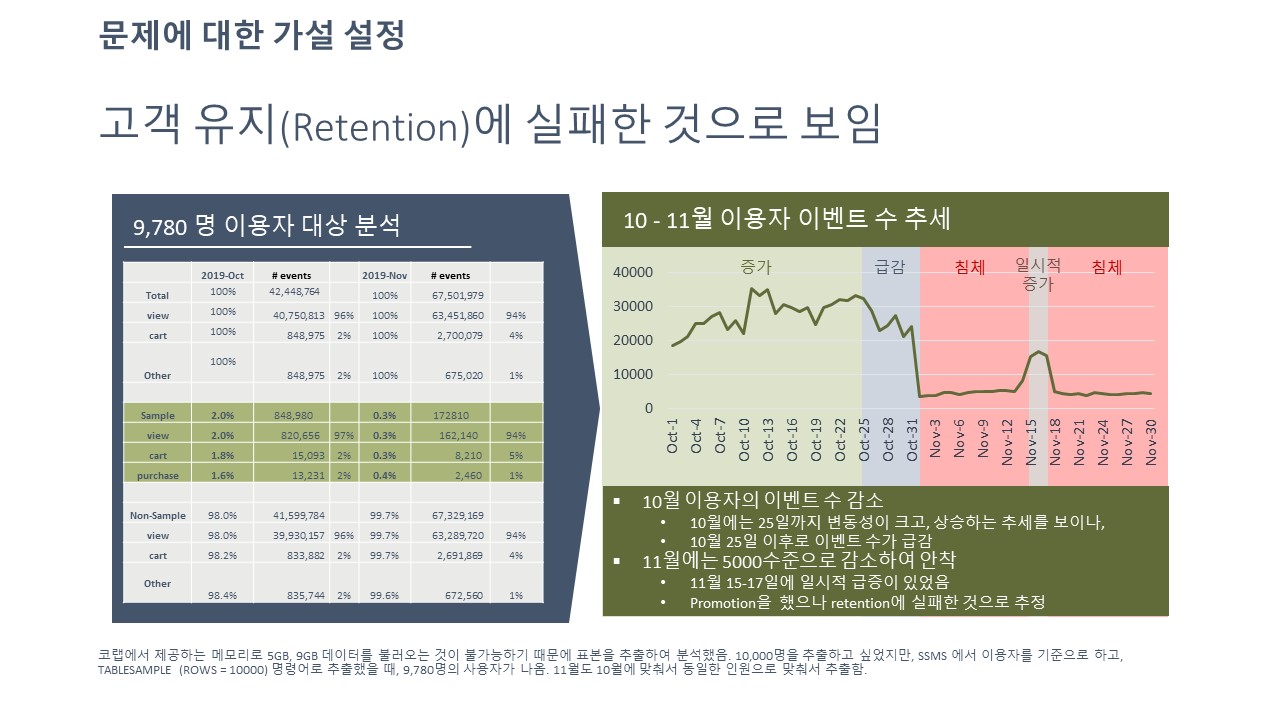 문제에 대한 가설 설정
고객 유지(Retention)에 실패한 것으로 보임
9,780 명 이용자 대상 분석
2019-Oct # events 2019-Nov # events
Total 100% 42,448,764 100% 67,501,979
view 100% 40,750,813 96% 100% 63,451,860 94%
cart 100% 848,975 2% 100% 2,700,079 4%
Other 100% 848,975 2% 100% 675,020 1%
Sample 2.0% 848,980 0.3% 172810
view 2.0% 820,656 97% 0.3% 162,140 94%
cart 1.8% 15,093 2% 0.3% 8,210 5%
purchase 1.6% 13,231 2% 0.4% 2,460 1%
Non-Sample 98.0% 41,599,784 99.7% 67,329,169
view 98.0% 39,930,157 96% 99.7% 63,289,720 94%
cart 98.2% 833,882 2% 99.7% 2,691,869 4%
Other 98.4% 835,744 2% 99.6% 672,560 1%
10 - 11월 이용자 이벤트 수 추세
증가 급감 침체 일시적 증가 침체
40000
30000
20000
10000
0
Oct-1 Oct-4 Oct-7 Oct-10 Oct-13 Oct-16 Oct-19 Oct-22 Oct-25 Oct-28 Oct-31 Nov-3 Nov-6 Nov-9 Nov-12 Nov-15 Nov-18 Nov-21 Nov-24 Nov-27 Nov-30
▪ 10월 이용자의 이벤트 수 감소
• 10월에는 25일까지 변동성이 크고, 상승하는 추세를 보이나,
• 10월 25일 이후로 이벤트 수가 급감
▪ 11월에는 5000수준으로 감소하여 안착
• 11월 15-17일에 일시적 급증이 있었음
• Promotion을 했으나 retention에 실패한 것으로 추정
코랩에서 제공하는 메모리로 5GB, 9GB 데이터를 불러오는 것이 불가능하기 때문에 표본을 추출하여 분석했음. 10,000명을 추출하고 싶었지만, SSMS 에서 이용자를 기준으로 하고,
TABLESAMPLE (ROWS = 10000) 명령어로 추출했을 때, 9,780명의 사용자가 나옴. 11월도 10월에 맞춰서 동일한 인원으로 맞춰서 추출함.